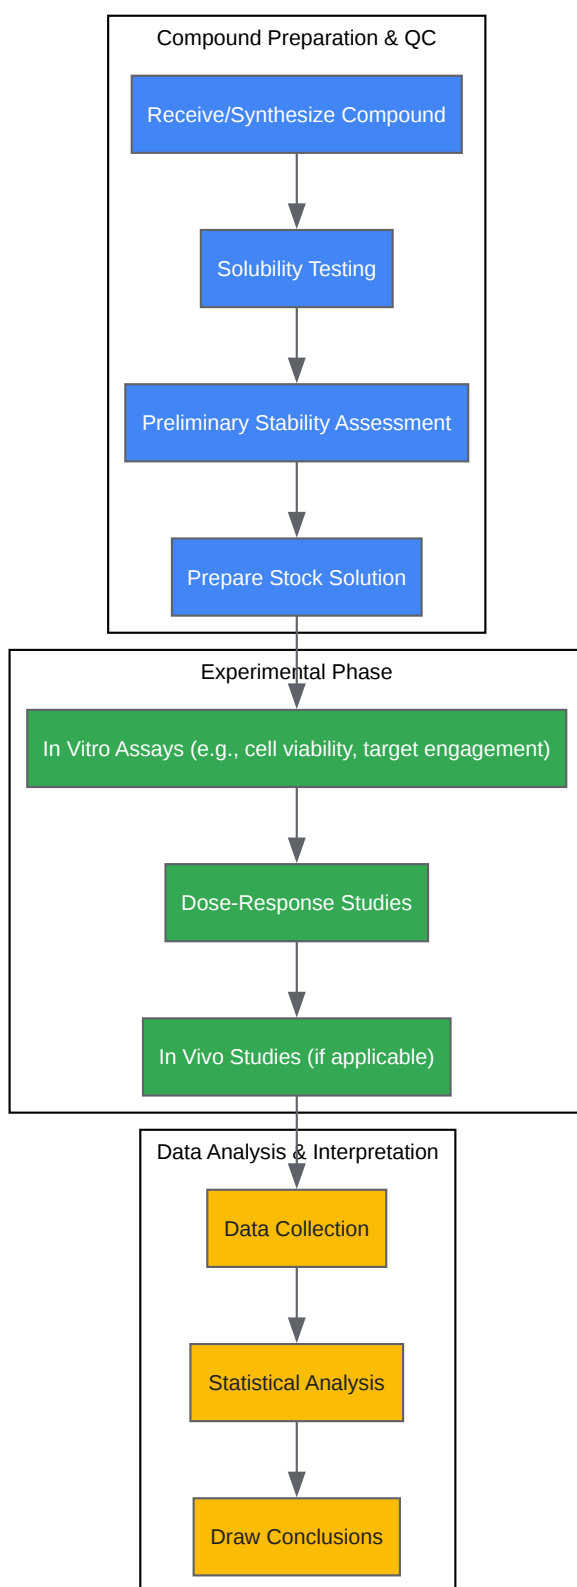 Compound Preparation & QC
Receive/Synthesize Compound
Solubility Testing
Preliminary Stability Assessment
Prepare Stock Solution
Experimental Phase
In Vitro Assays (e.g., cell viability, target engagement)
Dose-Response Studies
In Vivo Studies (if applicable)
Data Analysis & Interpretation
Data Collection
Statistical Analysis
Draw Conclusions